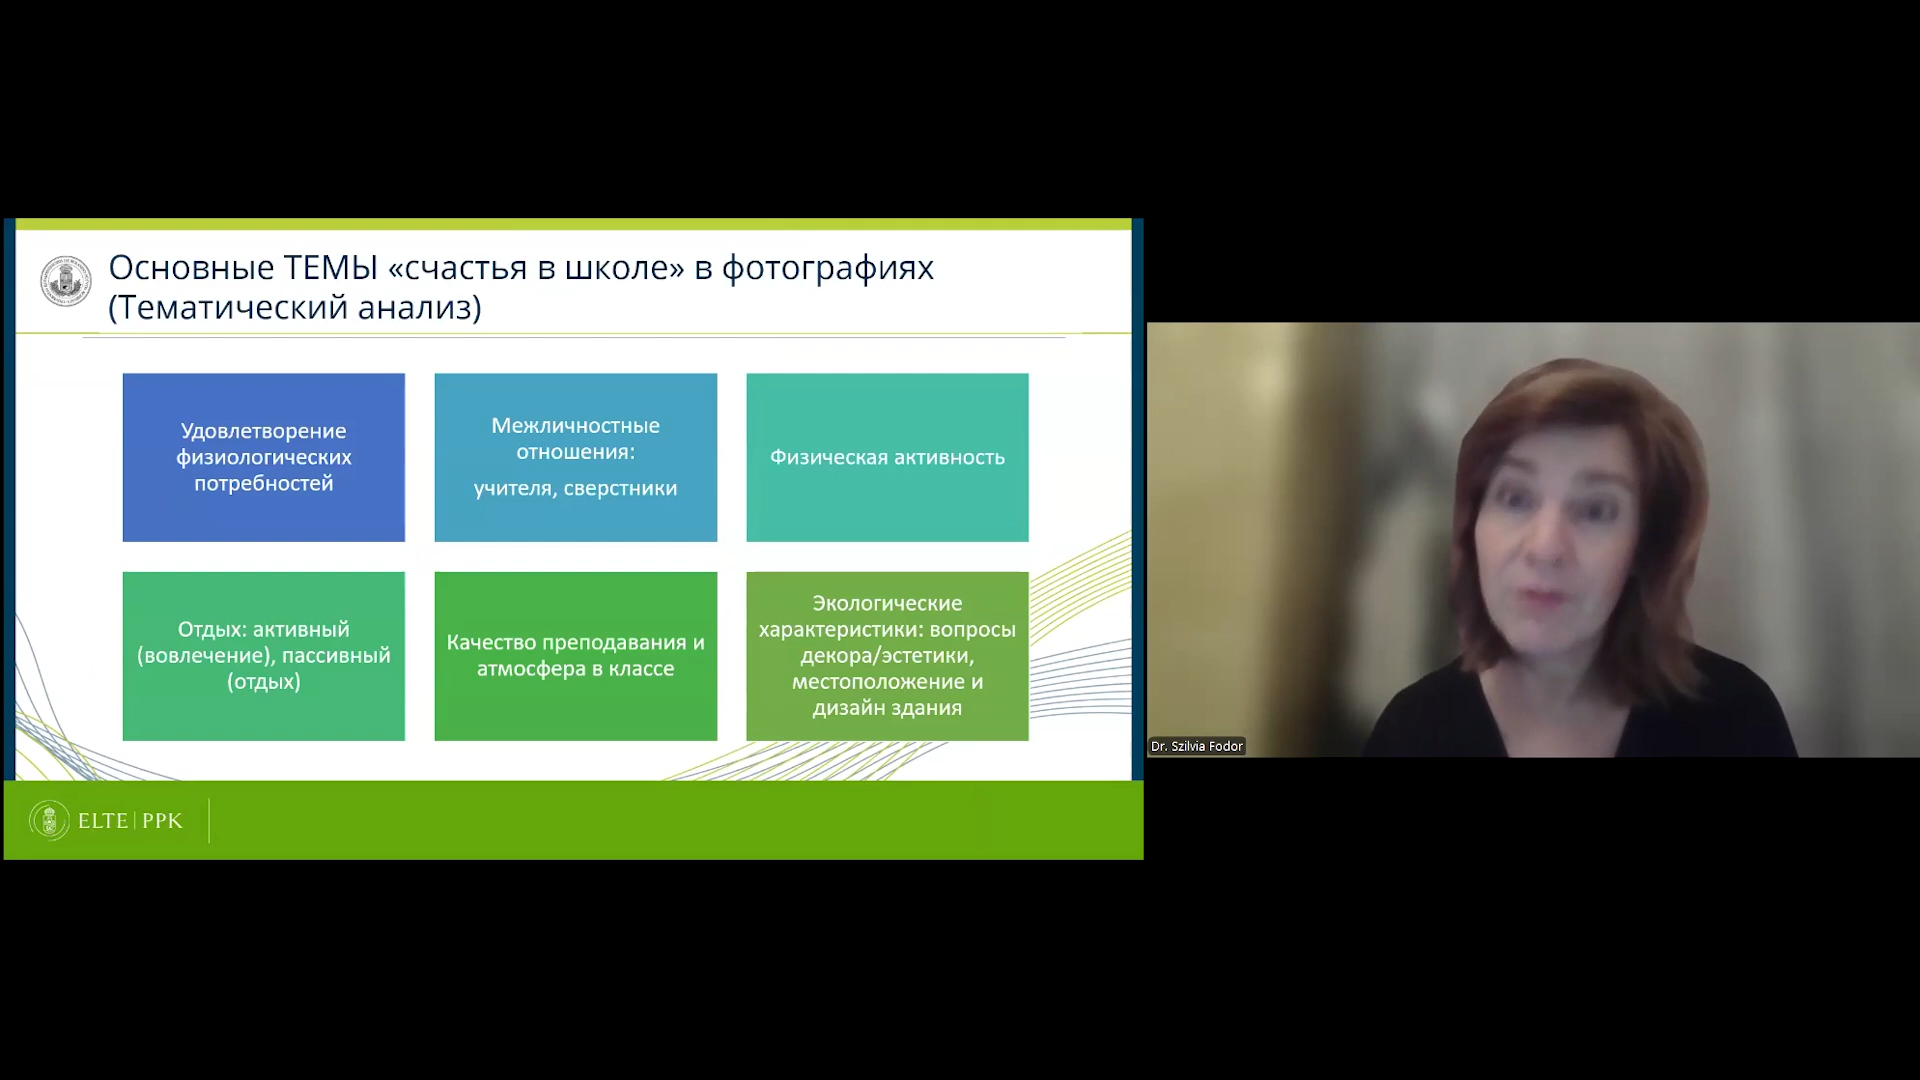 Основные ТЕМЫ «счастья в школе» в фотографиях
(Тематический анализ)
Удовлетворение
физиологических
потребностей
Межличностные
отношения:
учителя, сверстники
Физическая активность
Отдых: активный
(вовлечение), пассивный
(отдых)
Качество преподавания и
атмосфера в классе
Экологические
характеристики: вопросы
декора/эстетики,
местоположение и
дизайн здания
Dr. Szilvia Fodor
ELTE | PPK